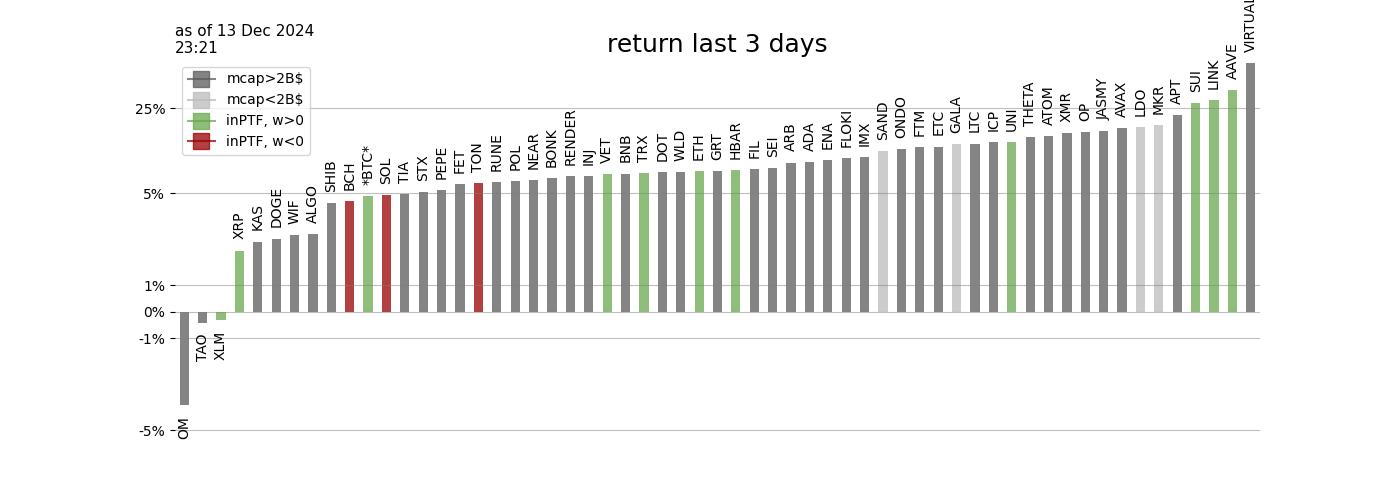 as of 13 Dec 2024
23:21
return last 3 days
mcap>2B$
mcap<2B$
inPTF, w>0
inPTF, w<0
25%
5%
1%
0%
-1%
-5%
OM
TAO
XLM
XRP
KAS
DOGE
WIF
ALGO
SHIB
BCH
*BTC*
SOL
TIA
STX
PEPE
FET
TON
RUNE
POL
NEAR
BONK
RENDER
INJ
VET
BNB
TRX
DOT
WLD
ETH
GRT
HBAR
FIL
SEI
ARB
ADA
ENA
FLOKI
IMX
SAND
ONDO
FTM
ETC
GALA
LTC
ICP
UNI
THETA
ATOM
XMR
OP
JASMY
AVAX
LDO
MKR
APT
SUI
LINK
AAVE
VIRTUAL